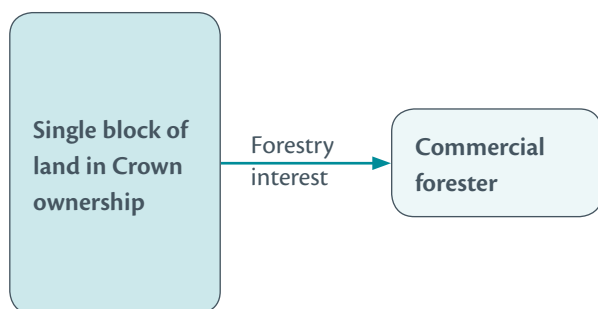 Single block of
land in Crown
ownership
Forestry
interest
Commercial
forester